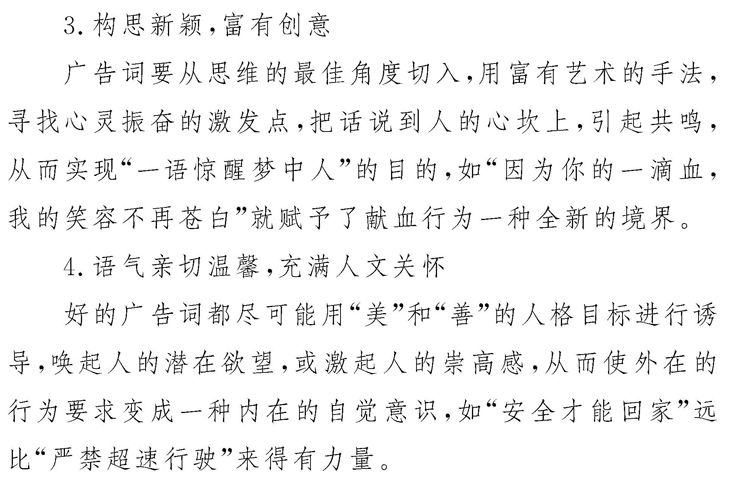 3.构思新颖,富有创意
广告词要从思维的最佳角度切入,用富有艺术的手法,
寻找心灵振奋的激发点,把话说到人的心坎上,引起共鸣,
从而实现“一语惊醒梦中人”的目的,如“因为你的一滴血,
我的笑容不再苍白”就赋予了献血行为一种全新的境界。
4.语气亲切温馨,充满人文关怀
好的广告词都尽可能用“美”和“善”的人格目标进行诱
导,唤起人的潜在欲望,或激起人的崇高感,从而使外在的
行为要求变成一种内在的自觉意识,如“安全才能回家”远
比“严禁超速行驶”来得有力量。